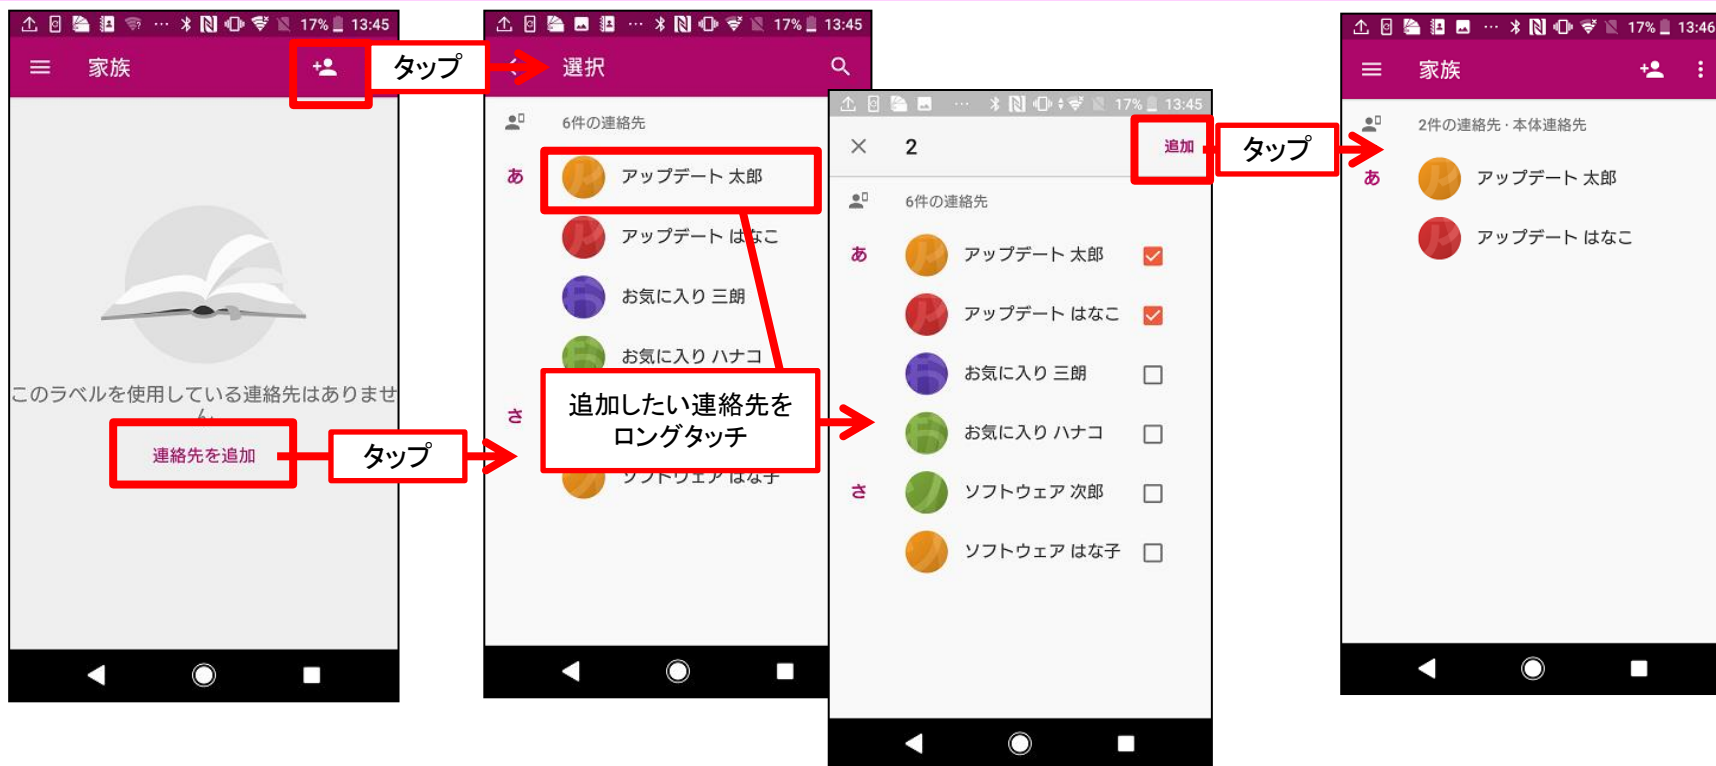 17% 13:45
家族
タップ
このラベルを使用している連絡先はありませ
ん
連絡先を追加
タップ
17% 13:45
選択
6件の連絡先
あ
アップデート 太郎
アップデート はなこ
お気に入り 三朗
お気に入り ハナコ
さ
ソフトウェア はな子
追加したい連絡先を
ロングタッチ
17% 13:45
2
追加
6件の連絡先
あ
アップデート 太郎
アップデート はなこ
お気に入り 三朗
お気に入り ハナコ
さ
ソフトウェア 次郎
ソフトウェア はな子
タップ
17% 13:46
家族
2件の連絡先・本体連絡先
あ
アップデート 太郎
アップデート はなこ